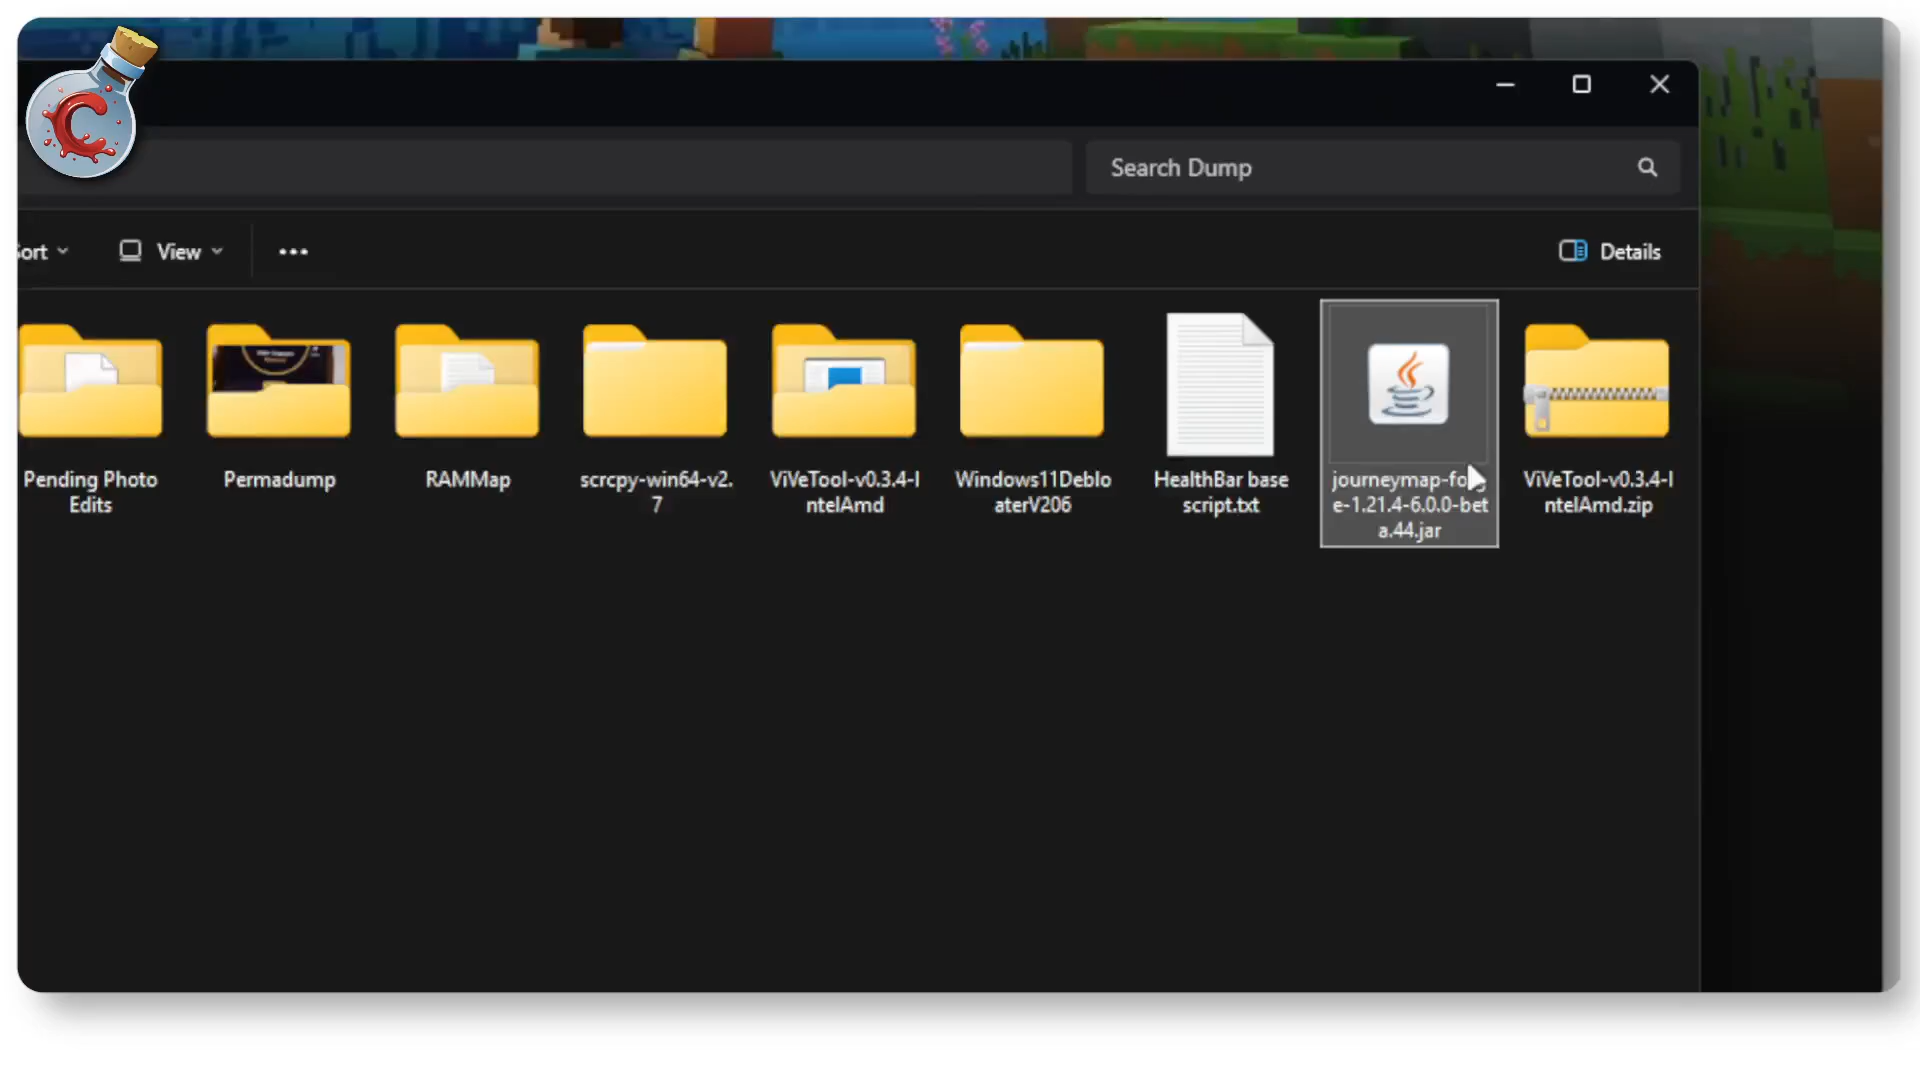 C
Search Dump
Sort
View
Details
Pending Photo
Edits
Permadump
RAMMap
scrcpy-win64-v2.
7
ViVeTool-v0.3.4-I
ntelAmd
Windows11Deblo
aterV206
HealthBar base
script.txt
journeymap-forg
e-1.21.4-6.0.0-bet
a.44.jar
ViVeTool-v0.3.4-I
ntelAmd.zip